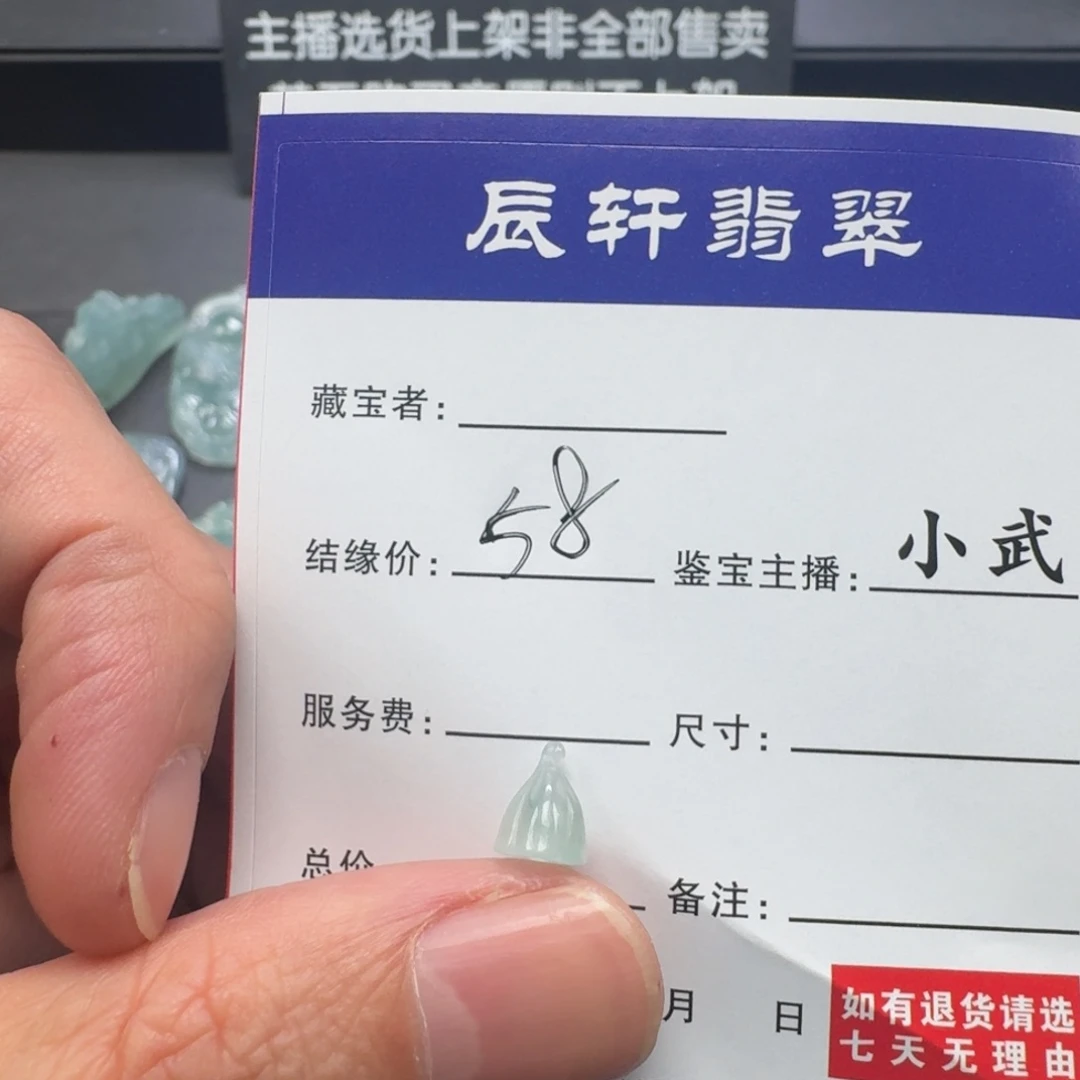 主播选货上架非全部售卖
辰轩翡翠
藏宝者:
结缘价: 58 鉴宝主播: 小武
服务费: 尺寸:
总价 备注:
月 日
如有退货请选
七天无理由